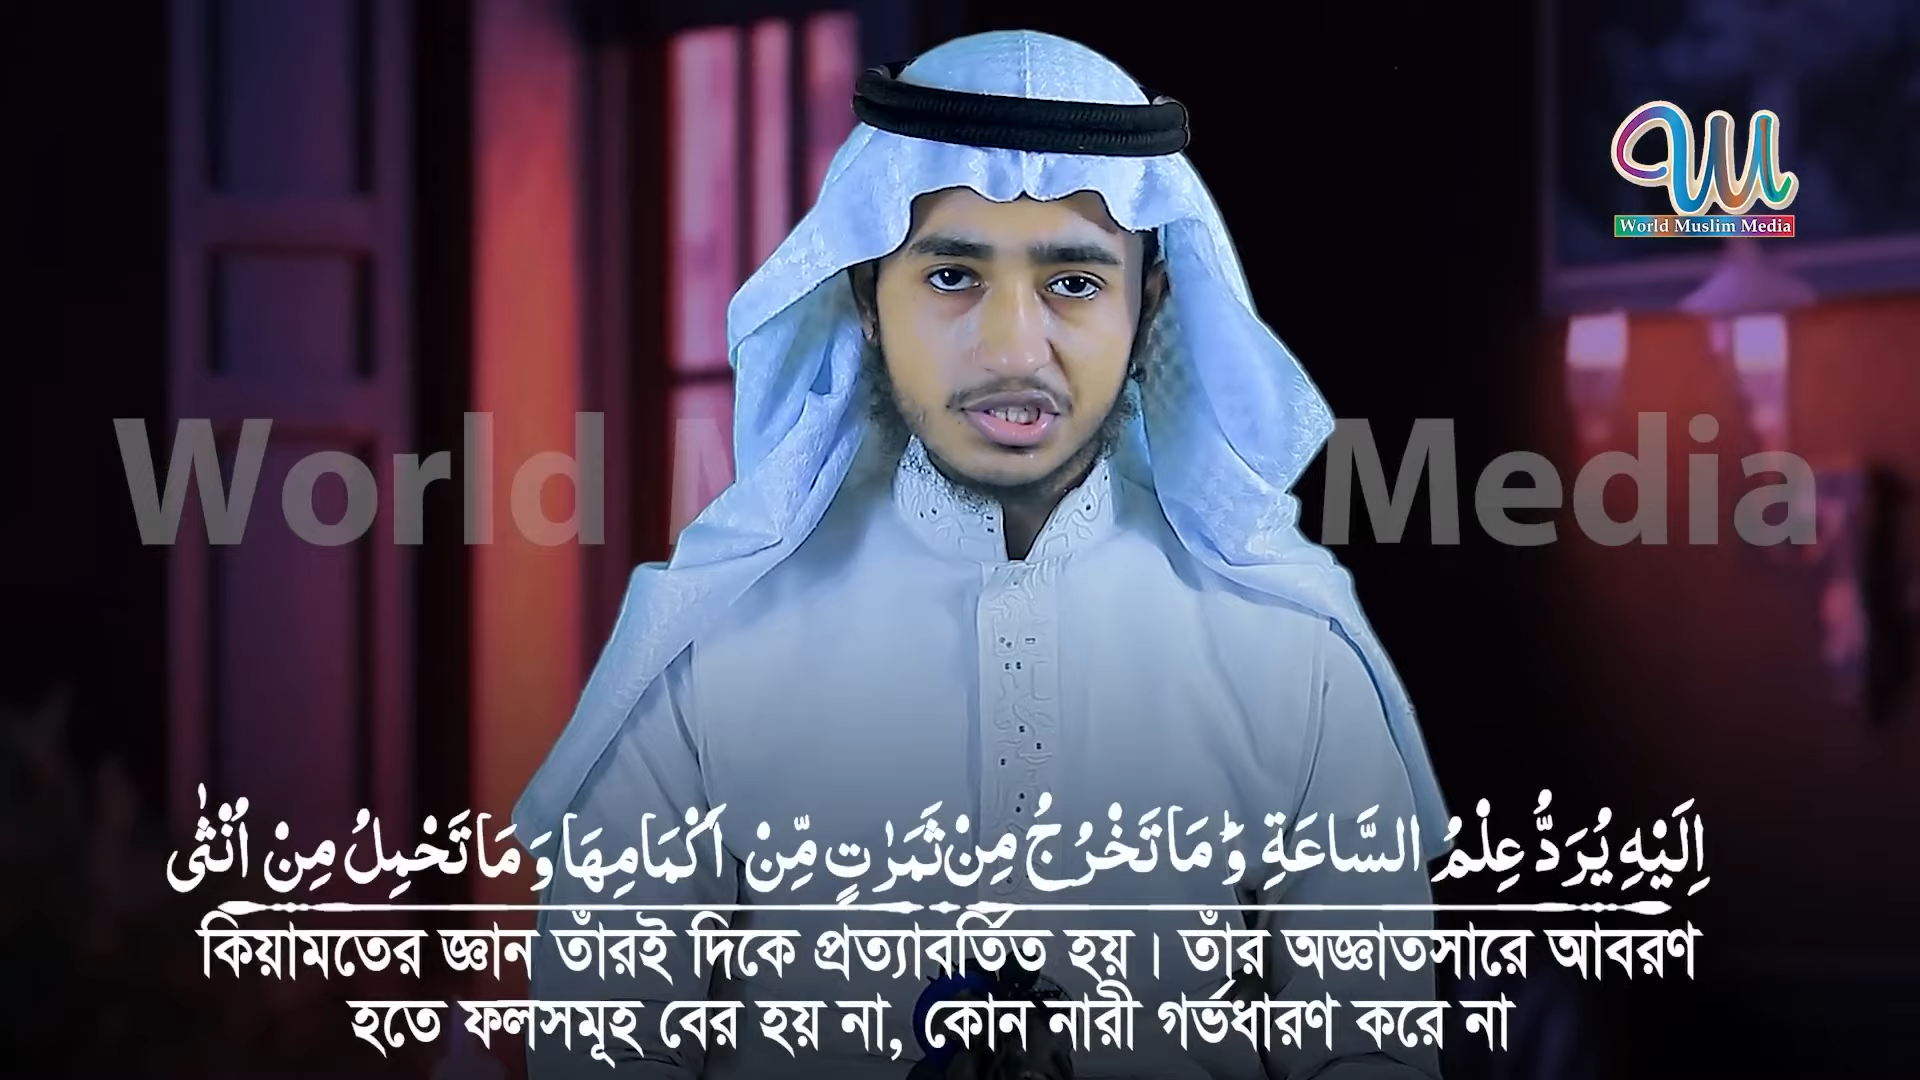 World Muslim Media
World M Media
اِلَيْهِ يُرَدُّ عِلْمُ السَّاعَةِ ؕ وَمَا تَخْرُجُ مِنْ ثَمَرٰتٍ مِّنْ اَكْمَامِهَا وَمَا تَحْمِلُ مِنْ اُنْثٰى
কিয়ামতের জ্ঞান তাঁরই দিকে প্রত্যাবর্তিত হয়। তাঁর অজ্ঞাতসারে আবরণ
হতে ফলসমূহ বের হয় না, কোন নারী গর্ভধারণ করে না